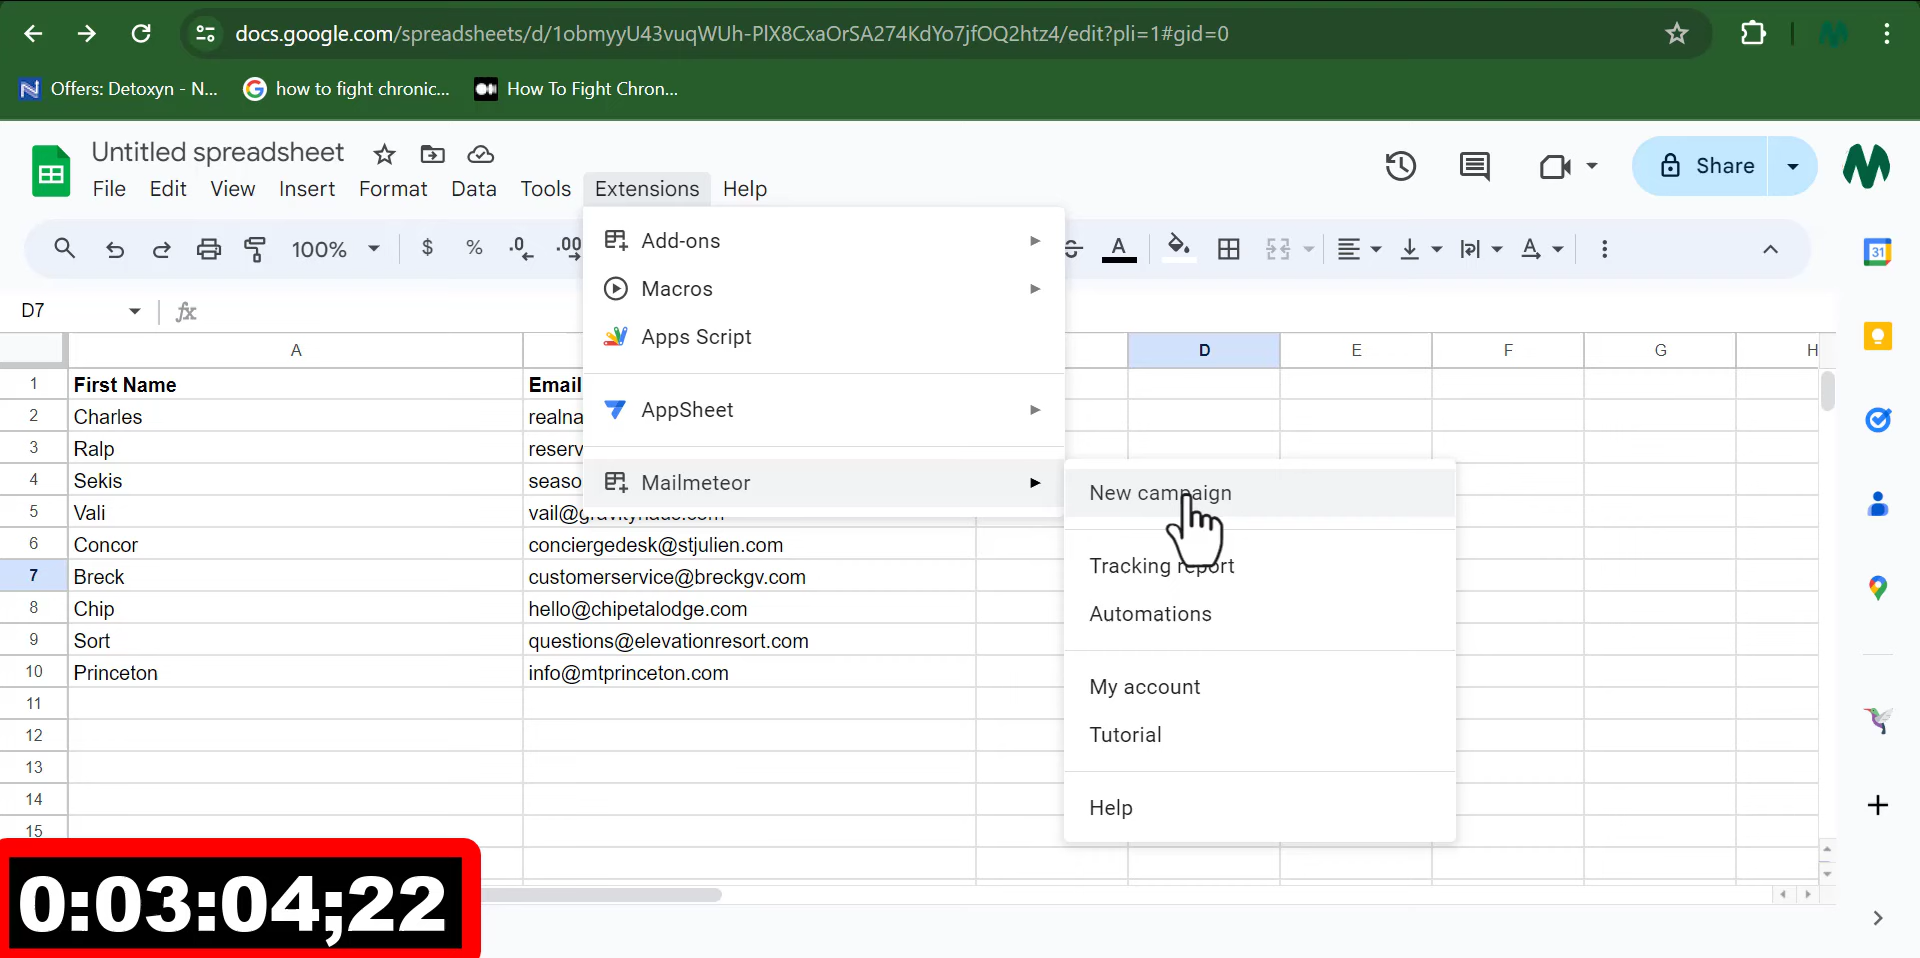 docs.google.com/spreadsheets/d/1obmyyU43vuqWUh-PlX8CxaOrSA274KdYo7jfOQ2htz4/edit?pli=1#gid=0
Offers: Detoxyn - N...
how to fight chronic...
How To Fight Chron...
Untitled spreadsheet
File Edit View Insert Format Data Tools Extensions Help
Share
100% $ % .0 .00 A A
31
D7 fx
Add-ons
Macros
Apps Script
AppSheet
Mailmeteor
New campaign
Tracking report
Automations
My account
Tutorial
Help
A D E F G H
1 First Name Email
2 Charles realna
3 Ralp reserv
4 Sekis seaso
5 Vali vail@gravityhaus.com
6 Concor conciergedesk@stjulien.com
7 Breck customerservice@breckgv.com
8 Chip hello@chipetalodge.com
9 Sort questions@elevationresort.com
10 Princeton info@mtprinceton.com
11
12
13
14
15
0:03:04;22